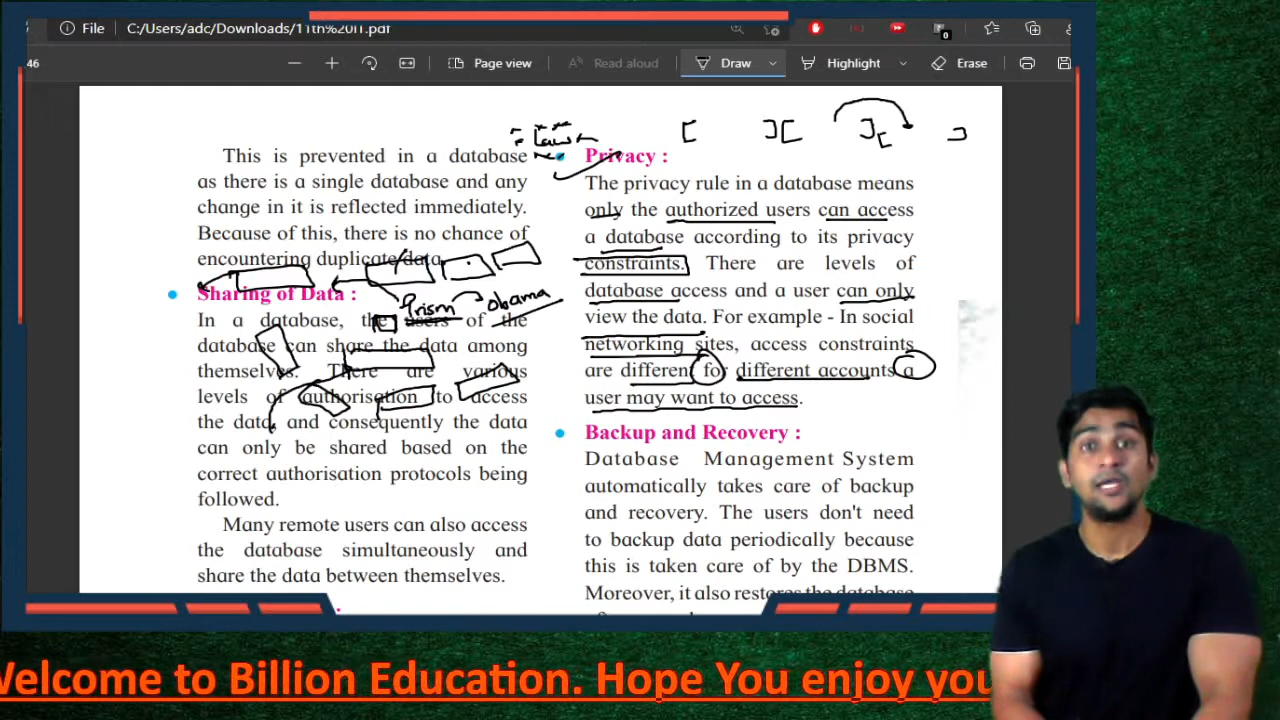 File
C:/Users/adc/Downloads/11th%20IT.pdf
46
Page view
Read aloud
Draw
Highlight
Erase
0
This is prevented in a database
as there is a single database and any
change in it is reflected immediately.
Because of this, there is no chance of
encountering duplicate data.
Sharing of Data :
Prism
obama
In a database, the users of the
database can share the data among
themselves. There are various
levels of authorisation to access
the data, and consequently the data
can only be shared based on the
correct authorisation protocols being
followed.
Many remote users can also access
the database simultaneously and
share the data between themselves.
Law
Privacy :
The privacy rule in a database means
only the authorized users can access
a database according to its privacy
constraints. There are levels of
database access and a user can only
view the data. For example - In social
networking sites, access constraints
are different for different accounts a
user may want to access.
Backup and Recovery :
Database Management System
automatically takes care of backup
and recovery. The users don't need
to backup data periodically because
this is taken care of by the DBMS.
Moreover, it also restores the database
Welcome to Billion Education. Hope You enjoy you